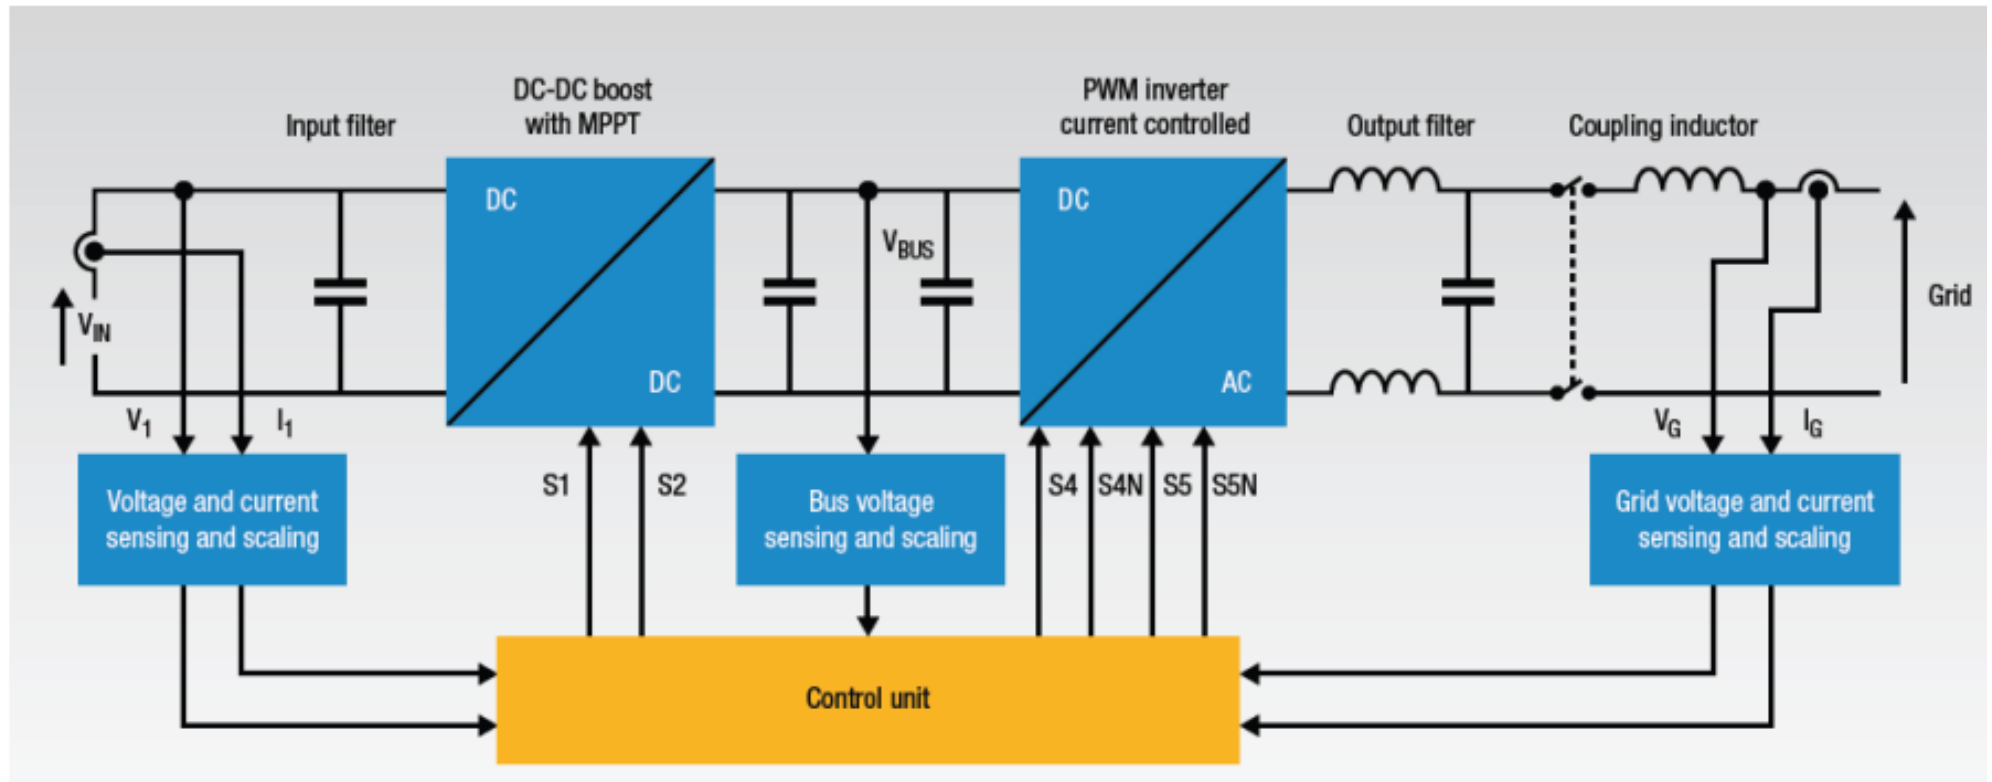 DC-DC boost
with MPPT
PWM inverter
current controlled
Input filter
Output filter
Coupling inductor
DC
DC
DC
AC
VIN
VBUS
Grid
V1
I1
VG
IG
S1
S2
S4
S4N
S5
S5N
Voltage and current
sensing and scaling
Bus voltage
sensing and scaling
Grid voltage and current
sensing and scaling
Control unit